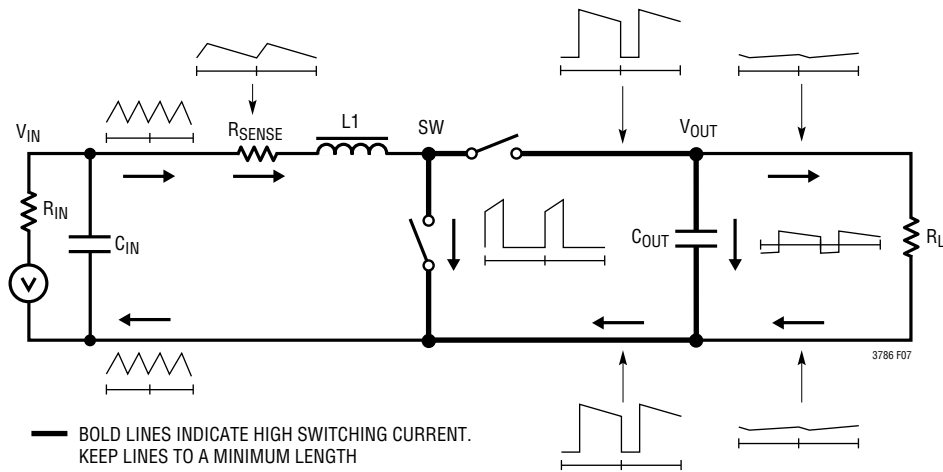 VIN
RSENSE
L1
SW
VOUT
RIN
CIN
V
COUT
RL
3786 F07
BOLD LINES INDICATE HIGH SWITCHING CURRENT.
KEEP LINES TO A MINIMUM LENGTH